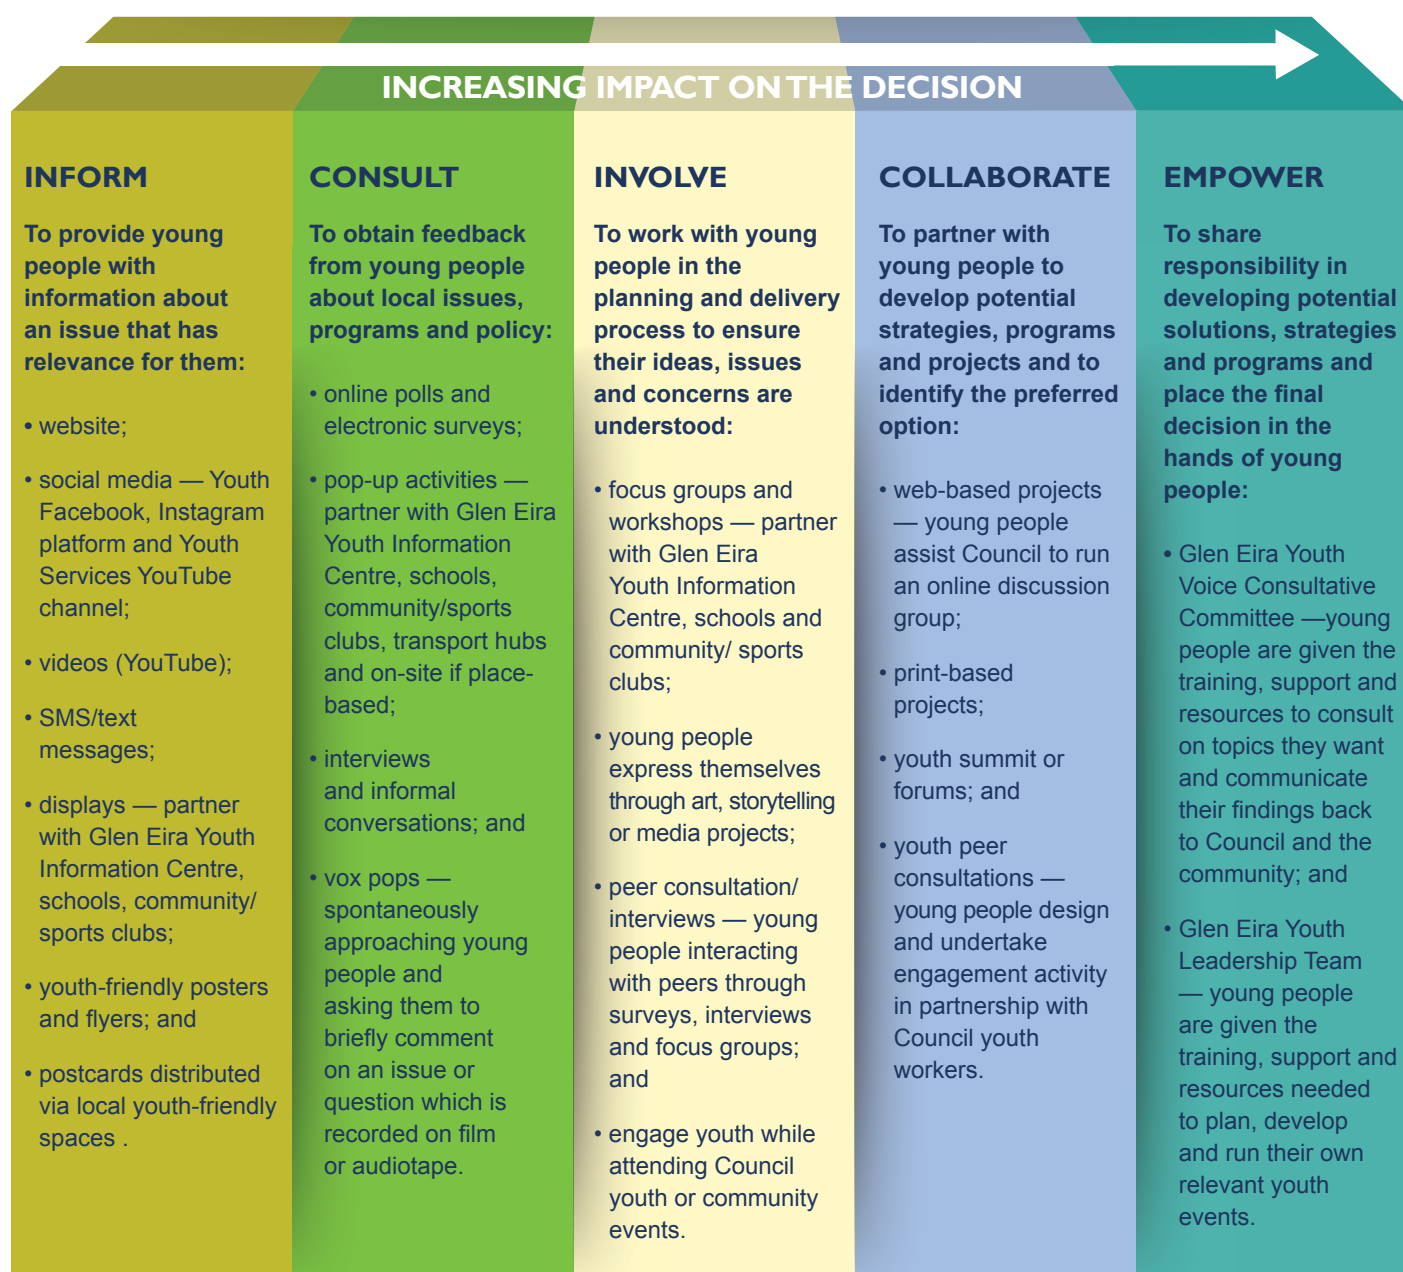 INCREASING IMPACT ON THE DECISION
INFORM
To provide young
people with
information about
an issue that has
relevance for them:
• website;
• social media — Youth
Facebook, Instagram
platform and Youth
Services YouTube
channel;
• videos (YouTube);
• SMS/text
messages;
• displays — partner
with Glen Eira Youth
Information Centre,
schools, community/
sports clubs;
• youth-friendly posters
and flyers; and
• postcards distributed
via local youth-friendly
spaces .
CONSULT
To obtain feedback
from young people
about local issues,
programs and policy:
• online polls and
electronic surveys;
• pop-up activities —
partner with Glen Eira
Youth Information
Centre, schools,
community/sports
clubs, transport hubs
and on-site if place-
based;
• interviews
and informal
conversations; and
• vox pops —
spontaneously
approaching young
people and
asking them to
briefly comment
on an issue or
question which is
recorded on film
or audiotape.
INVOLVE
To work with young
people in the
planning and delivery
process to ensure
their ideas, issues
and concerns are
understood:
• focus groups and
workshops — partner
with Glen Eira
Youth Information
Centre, schools and
community/ sports
clubs;
• young people
express themselves
through art, storytelling
or media projects;
• peer consultation/
interviews — young
people interacting
with peers through
surveys, interviews
and focus groups;
and
• engage youth while
attending Council
youth or community
events.
COLLABORATE
To partner with
young people to
develop potential
strategies, programs
and projects and to
identify the preferred
option:
• web-based projects
— young people
assist Council to run
an online discussion
group;
• print-based
projects;
• youth summit or
forums; and
• youth peer
consultations —
young people design
and undertake
engagement activity
in partnership with
Council youth
workers.
EMPOWER
To share
responsibility in
developing potential
solutions, strategies
and programs and
place the final
decision in the
hands of young
people:
• Glen Eira Youth
Voice Consultative
Committee —young
people are given the
training, support and
resources to consult
on topics they want
and communicate
their findings back
to Council and the
community; and
• Glen Eira Youth
Leadership Team
— young people
are given the
training, support and
resources needed
to plan, develop
and run their own
relevant youth
events.